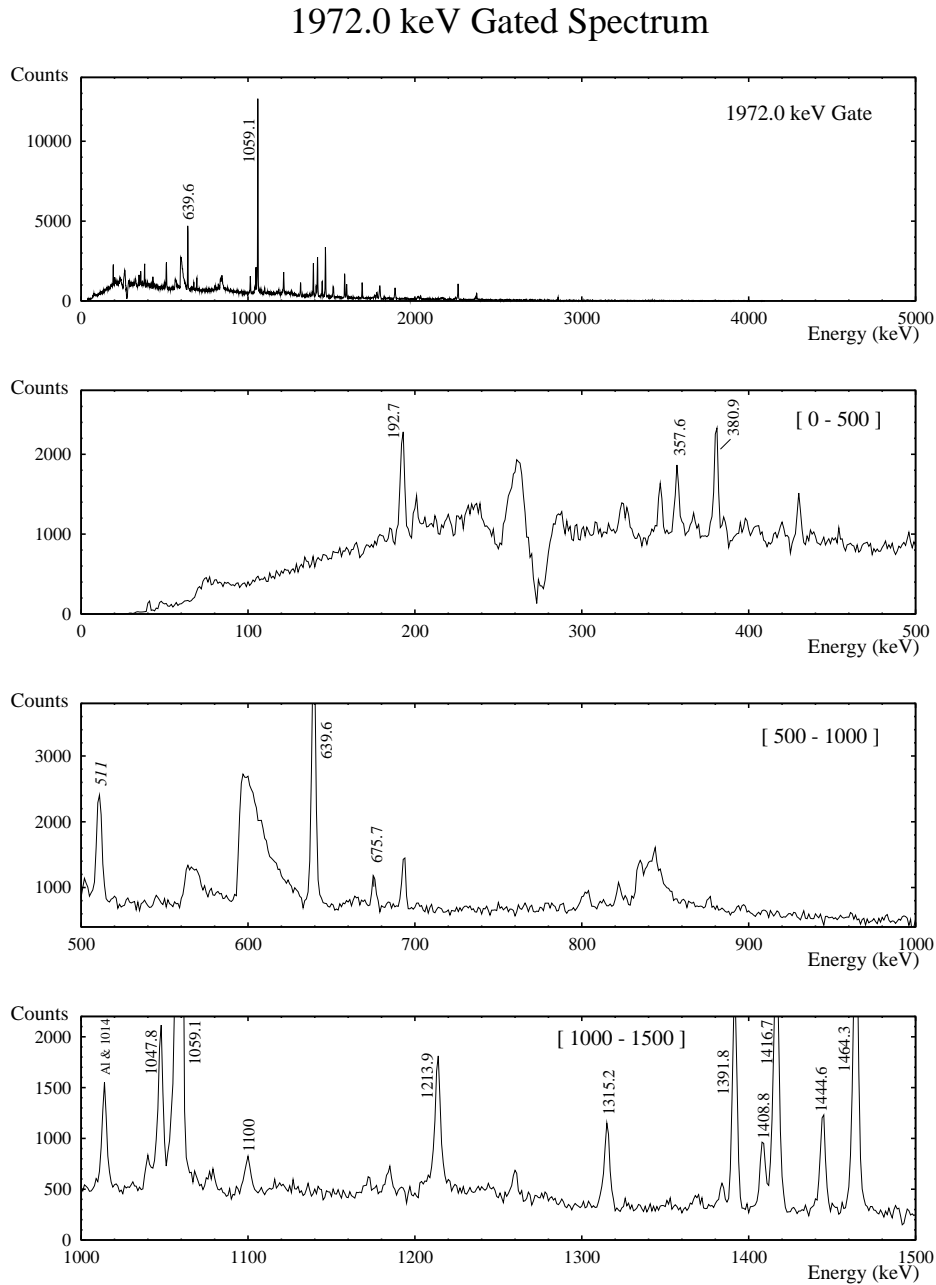 1972.0 keV Gated Spectrum
Counts
1972.0 keV Gate
10000
5000
0
639.6
1059.1
0 1000 2000 3000 4000 5000
Energy (keV)
Counts
[ 0 - 500 ]
2000
1000
0
192.7
357.6
380.9
0 100 200 300 400 500
Energy (keV)
Counts
[ 500 - 1000 ]
3000
2000
1000
511
639.6
675.7
500 600 700 800 900 1000
Energy (keV)
Counts
[ 1000 - 1500 ]
2000
1500
1000
500
0
Al & 1014
1047.8
1059.1
1100
1213.9
1315.2
1391.8
1408.8
1416.7
1444.6
1464.3
1000 1100 1200 1300 1400 1500
Energy (keV)